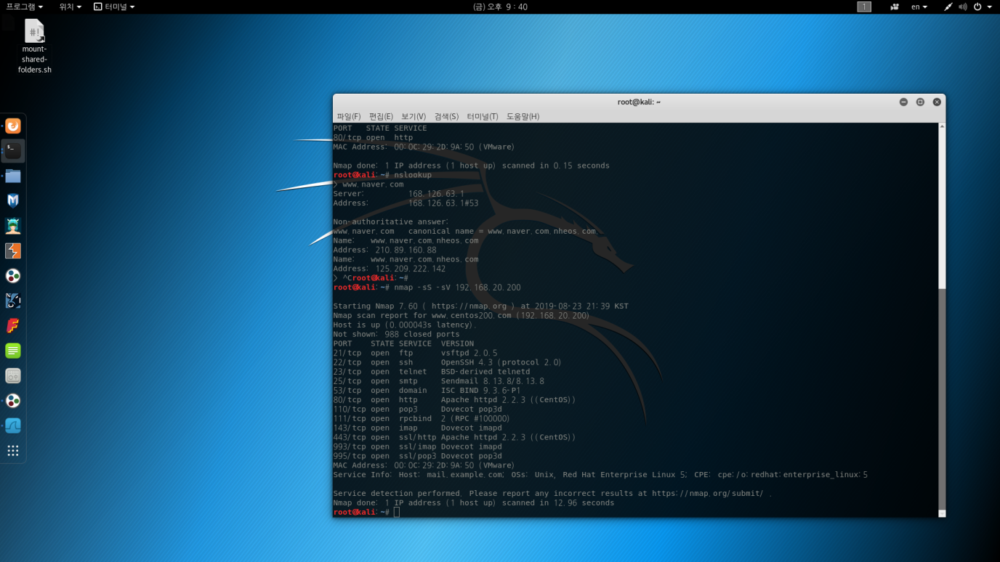 프로그램 위치 터미널 (금) 오후 9 : 40 1 en
#!
mount-
shared-
folders.sh
root@kali: ~
파일(F) 편집(E) 보기(V) 검색(S) 터미널(T) 도움말(H)
PORT   STATE SERVICE
80/tcp open  http
MAC Address: 00:0C:29:2D:9A:50 (VMware)
Nmap done: 1 IP address (1 host up) scanned in 0.15 seconds
root@kali:~# nslookup
> www.naver.com
Server:         168.126.63.1
Address:        168.126.63.1#53
Non-authoritative answer:
www.naver.com   canonical name = www.naver.com.nheos.com.
Name:   www.naver.com.nheos.com
Address: 210.89.160.88
Name:   www.naver.com.nheos.com
Address: 125.209.222.142
> ^Croot@kali:~#
root@kali:~# nmap -sS -sV 192.168.20.200
Starting Nmap 7.60 ( https://nmap.org ) at 2019-08-23 21:39 KST
Nmap scan report for www.centos200.com (192.168.20.200)
Host is up (0.000043s latency).
Not shown: 988 closed ports
PORT    STATE SERVICE  VERSION
21/tcp  open  ftp      vsftpd 2.0.5
22/tcp  open  ssh      OpenSSH 4.3 (protocol 2.0)
23/tcp  open  telnet   BSD-derived telnetd
25/tcp  open  smtp     Sendmail 8.13.8/8.13.8
53/tcp  open  domain   ISC BIND 9.3.6-P1
80/tcp  open  http     Apache httpd 2.2.3 ((CentOS))
110/tcp open  pop3     Dovecot pop3d
111/tcp open  rpcbind  2 (RPC #100000)
143/tcp open  imap     Dovecot imapd
443/tcp open  ssl/http Apache httpd 2.2.3 ((CentOS))
993/tcp open  ssl/imap Dovecot imapd
995/tcp open  ssl/pop3 Dovecot pop3d
MAC Address: 00:0C:29:2D:9A:50 (VMware)
Service Info: Host: mail.example.com; OSs: Unix, Red Hat Enterprise Linux 5; CPE: cpe:/o:redhat:enterprise_linux:5
Service detection performed. Please report any incorrect results at https://nmap.org/submit/ .
Nmap done: 1 IP address (1 host up) scanned in 12.96 seconds
root@kali:~#